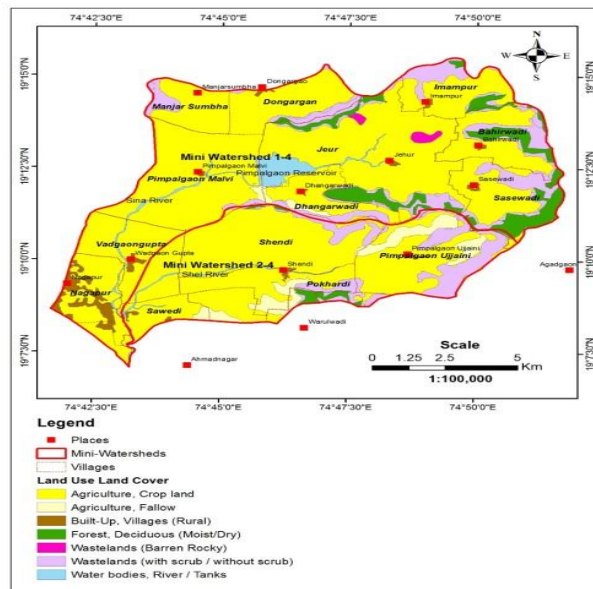 74°42'30"E 74°45'0"E 74°47'30"E 74°50'0"E
N
W E
S
19°15'0"N 19°15'0"N
Dongargao
Manjarsumbha
Imampur
Imampur
Manjar Sumbha
Dongargan
Bahirwadi
Bahirwadi
Jeur
Mini Watershed 1-4
Jehur
19°12'30"N 19°12'30"N
Pimpalgaon Malvi
Pimpalgaon Reservoir
Pimpalgaon Malvi
Sasewadi
Dhangarwadi
Sasewadi
Sina River
Dhangarwadi
Vadgaongupta
Shendi
Pimpalgaon Ujjaini
19°10'0"N 19°10'0"N
Wadgaon Gupta
Mini Watershed 2-4
Pimpalgaon Ujjaini
Shendi
Agadgaon
Shel River
Nagapur
Pokhardi
Sawedi
Warulwadi
19°7'30"N 19°7'30"N
Ahmadnagar
Scale
0 1.25 2.5 5
Km
1:100,000
74°42'30"E 74°45'0"E 74°47'30"E 74°50'0"E
Legend
Places
Mini-Watersheds
Villages
Land Use Land Cover
Agriculture, Crop land
Agriculture, Fallow
Built-Up, Villages (Rural)
Forest, Deciduous (Moist/Dry)
Wastelands (Barren Rocky)
Wastelands (with scrub / without scrub)
Water bodies, River / Tanks